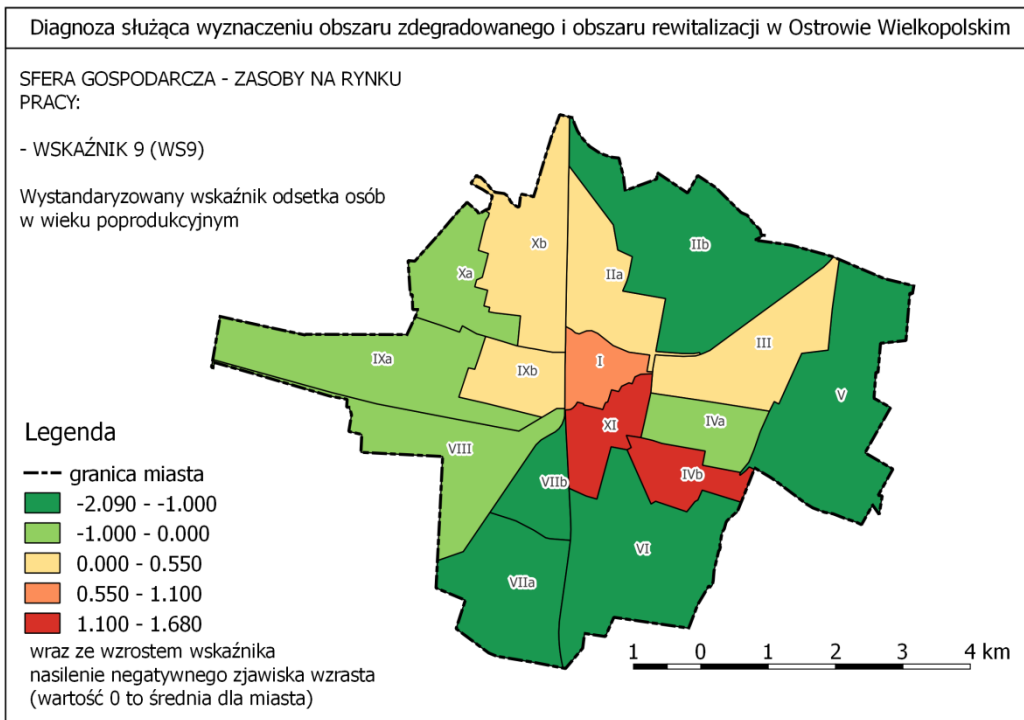 Diagnoza służąca wyznaczeniu obszaru zdegradowanego i obszaru rewitalizacji w Ostrowie Wielkopolskim
SFERA GOSPODARCZA - ZASOBY NA RYNKU
PRACY:
- WSKAŹNIK 9 (WS9)
Wystandaryzowany wskaźnik odsetka osób
w wieku poprodukcyjnym
Xb
IIb
Xa
IIa
III
IXa
IXb
I
V
XI
IVa
VIII
IVb
VIIb
VI
VIIa
Legenda
granica miasta
-2.090 - -1.000
-1.000 - 0.000
0.000 - 0.550
0.550 - 1.100
1.100 - 1.680
wraz ze wzrostem wskaźnika
nasilenie negatywnego zjawiska wzrasta
(wartość 0 to średnia dla miasta)
1 0 1 2 3 4 km